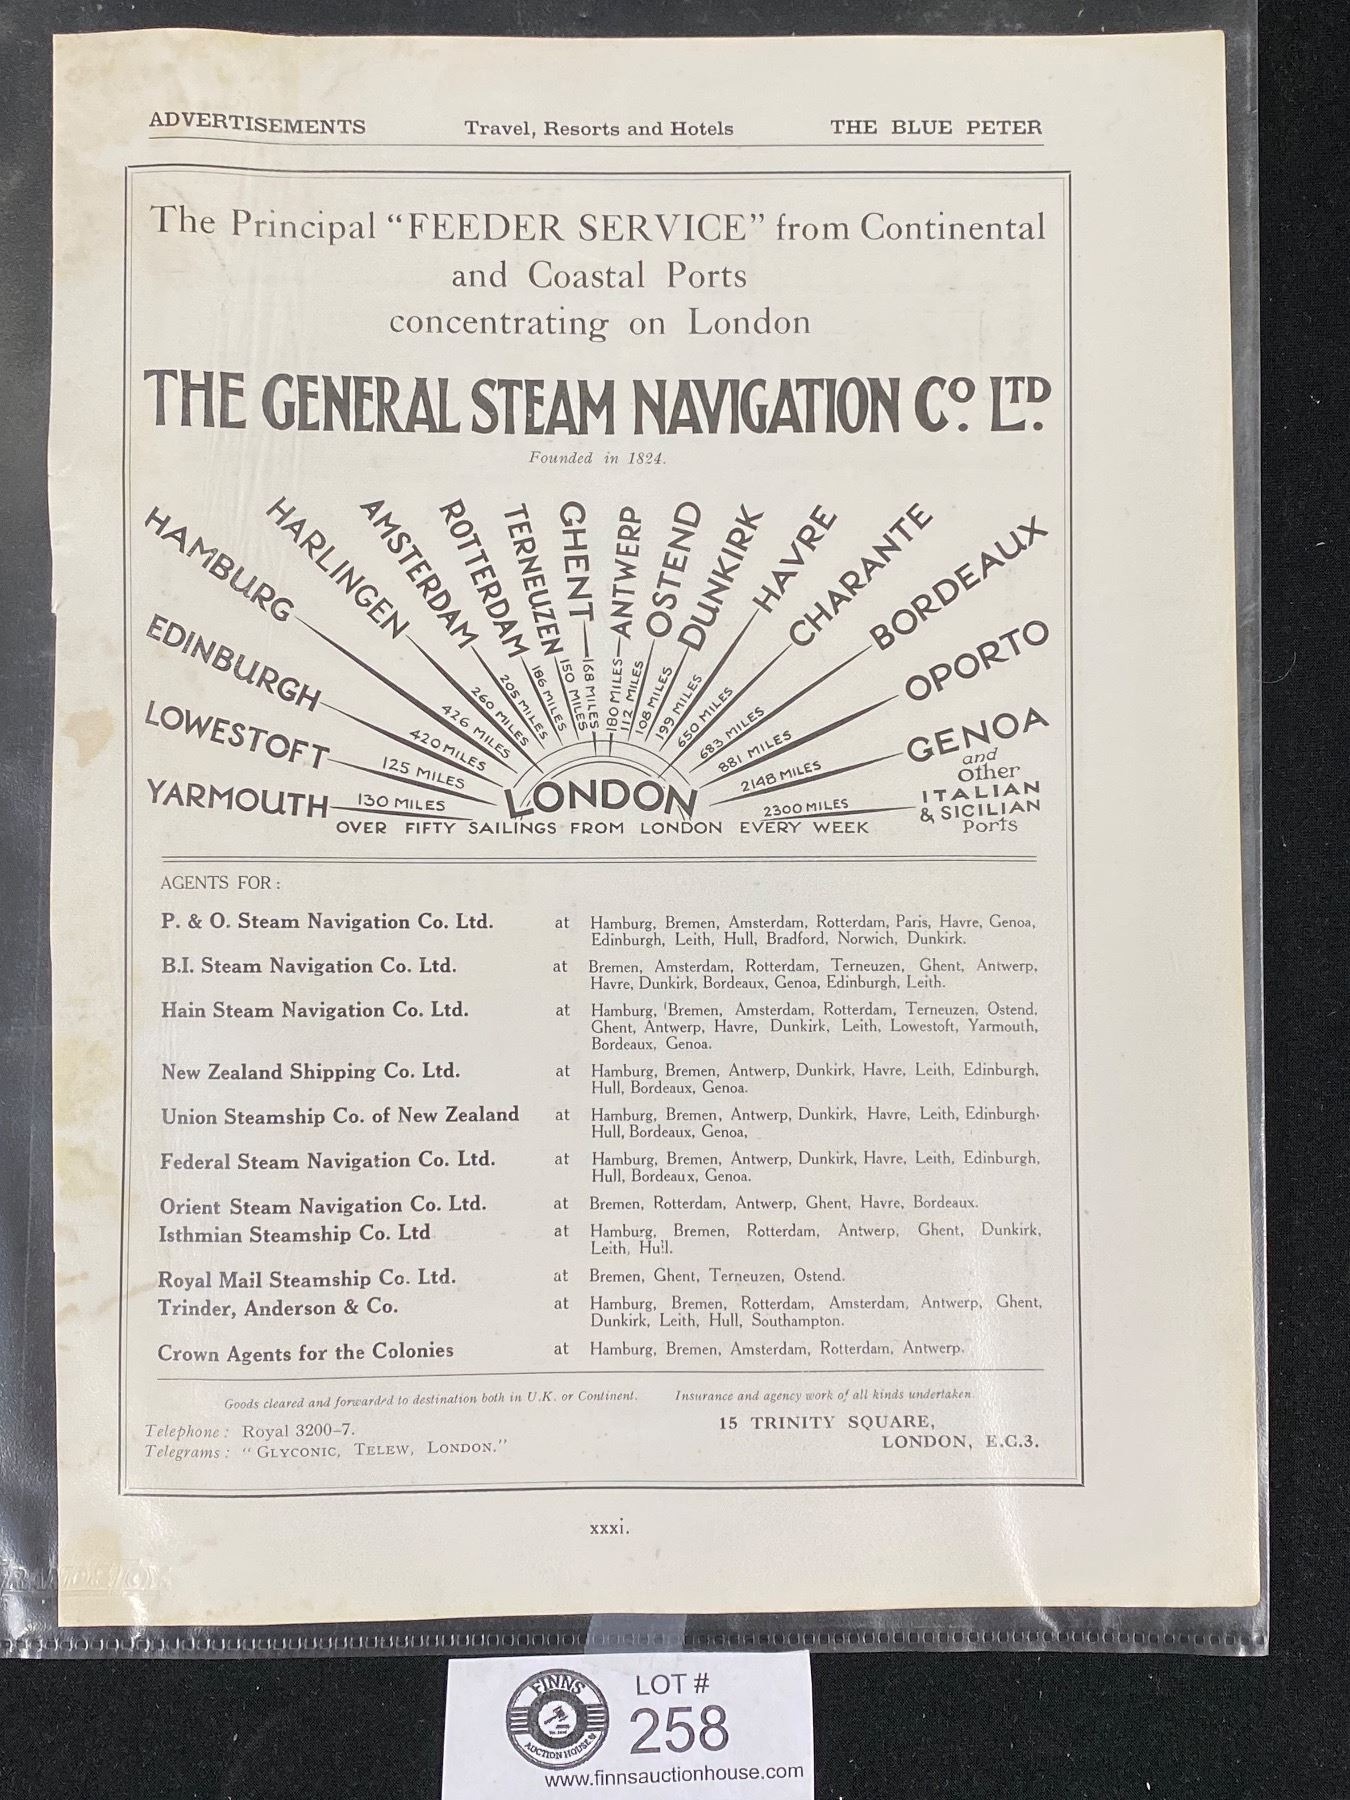 ADVERTISEMENTS Travel, Resorts and Hotels THE BLUE PETER
The Principal "FEEDER SERVICE" from Continental
and Coastal Ports
concentrating on London
THE GENERAL STEAM NAVIGATION Co. LTD.
Founded in 1824.
YARMOUTH 130 MILES
LOWESTOFT 125 MILES
EDINBURGH 420 MILES
HAMBURG 426 MILES
HARLINGEN 260 MILES
AMSTERDAM 205 MILES
ROTTERDAM 186 MILES
TERNEUZEN 150 MILES
GHENT 168 MILES
ANTWERP 180 MILES
OSTEND 112 MILES
DUNKIRK 108 MILES
HAVRE 199 MILES
CHARANTE 650 MILES
BORDEAUX 683 MILES
OPORTO 881 MILES
GENOA 2148 MILES
and
Other
ITALIAN
& SICILIAN
Ports
2300 MILES
LONDON
OVER FIFTY SAILINGS FROM LONDON EVERY WEEK
AGENTS FOR :
P. & O. Steam Navigation Co. Ltd. at Hamburg, Bremen, Amsterdam, Rotterdam, Paris, Havre, Genoa,
Edinburgh, Leith, Hull, Bradford, Norwich, Dunkirk.
B.I. Steam Navigation Co. Ltd. at Bremen, Amsterdam, Rotterdam, Terneuzen, Ghent, Antwerp,
Havre, Dunkirk, Bordeaux, Genoa, Edinburgh, Leith.
Hain Steam Navigation Co. Ltd. at Hamburg, Bremen, Amsterdam, Rotterdam, Terneuzen, Ostend,
Ghent, Antwerp, Havre, Dunkirk, Leith, Lowestoft, Yarmouth,
Bordeaux, Genoa.
New Zealand Shipping Co. Ltd. at Hamburg, Bremen, Antwerp, Dunkirk, Havre, Leith, Edinburgh,
Hull, Bordeaux, Genoa.
Union Steamship Co. of New Zealand at Hamburg, Bremen, Antwerp, Dunkirk, Havre, Leith, Edinburgh,
Hull, Bordeaux, Genoa,
Federal Steam Navigation Co. Ltd. at Hamburg, Bremen, Antwerp, Dunkirk, Havre, Leith, Edinburgh,
Hull, Bordeaux, Genoa.
Orient Steam Navigation Co. Ltd. at Bremen, Rotterdam, Antwerp, Ghent, Havre, Bordeaux.
Isthmian Steamship Co. Ltd at Hamburg, Bremen, Rotterdam, Antwerp, Ghent, Dunkirk,
Leith, Hull.
Royal Mail Steamship Co. Ltd. at Bremen, Ghent, Terneuzen, Ostend.
Trinder, Anderson & Co. at Hamburg, Bremen, Rotterdam, Amsterdam, Antwerp, Ghent,
Dunkirk, Leith, Hull, Southampton.
Crown Agents for the Colonies at Hamburg, Bremen, Amsterdam, Rotterdam, Antwerp.
Goods cleared and forwarded to destination both in U.K. or Continent. Insurance and agency work of all kinds undertaken.
Telephone : Royal 3200-7. 15 TRINITY SQUARE,
Telegrams : "GLYCONIC, TELEW, LONDON." LONDON, E.C.3.
xxxi.
FINNS
AUCTION HOUSE
LOT #
258
www.finnsauctionhouse.com